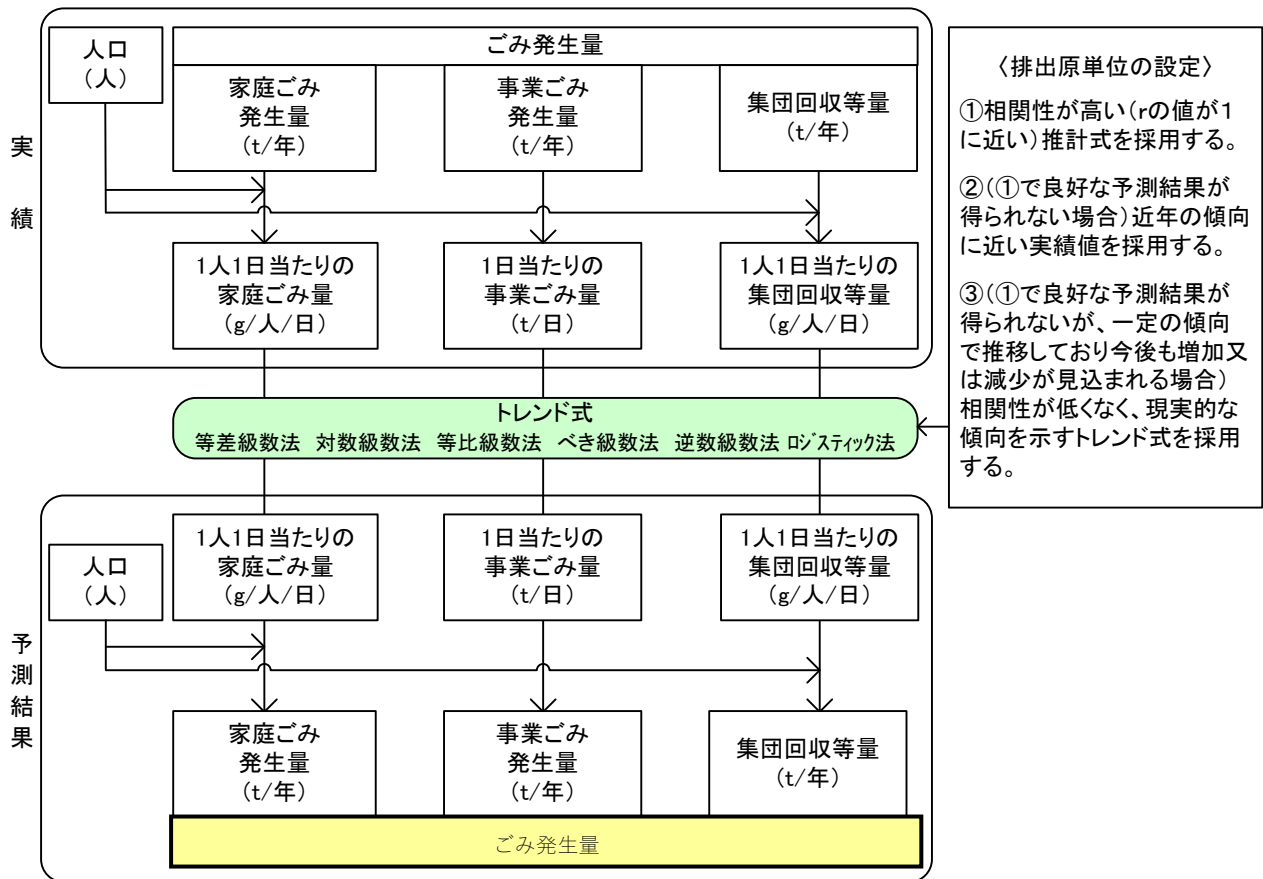 実
績
人口
（人）
ごみ発生量
家庭ごみ
発生量
（t/年）
事業ごみ
発生量
（t/年）
集団回収等量
（t/年）
1人1日当たりの
家庭ごみ量
（g/人/日）
1日当たりの
事業ごみ量
（t/日）
1人1日当たりの
集団回収等量
（g/人/日）
トレンド式
等差級数法 対数級数法 等比級数法 べき級数法 逆数級数法 ロジスティック法
〈排出原単位の設定〉
①相関性が高い（rの値が1
に近い）推計式を採用する。
②（①で良好な予測結果が
得られない場合）近年の傾向
に近い実績値を採用する。
③（①で良好な予測結果が
得られないが、一定の傾向
で推移しており今後も増加又
は減少が見込まれる場合）
相関性が低くなく、現実的な
傾向を示すトレンド式を採用
する。
予
測
結
果
人口
（人）
1人1日当たりの
家庭ごみ量
（g/人/日）
1日当たりの
事業ごみ量
（t/日）
1人1日当たりの
集団回収等量
（g/人/日）
家庭ごみ
発生量
（t/年）
事業ごみ
発生量
（t/年）
集団回収等量
（t/年）
ごみ発生量